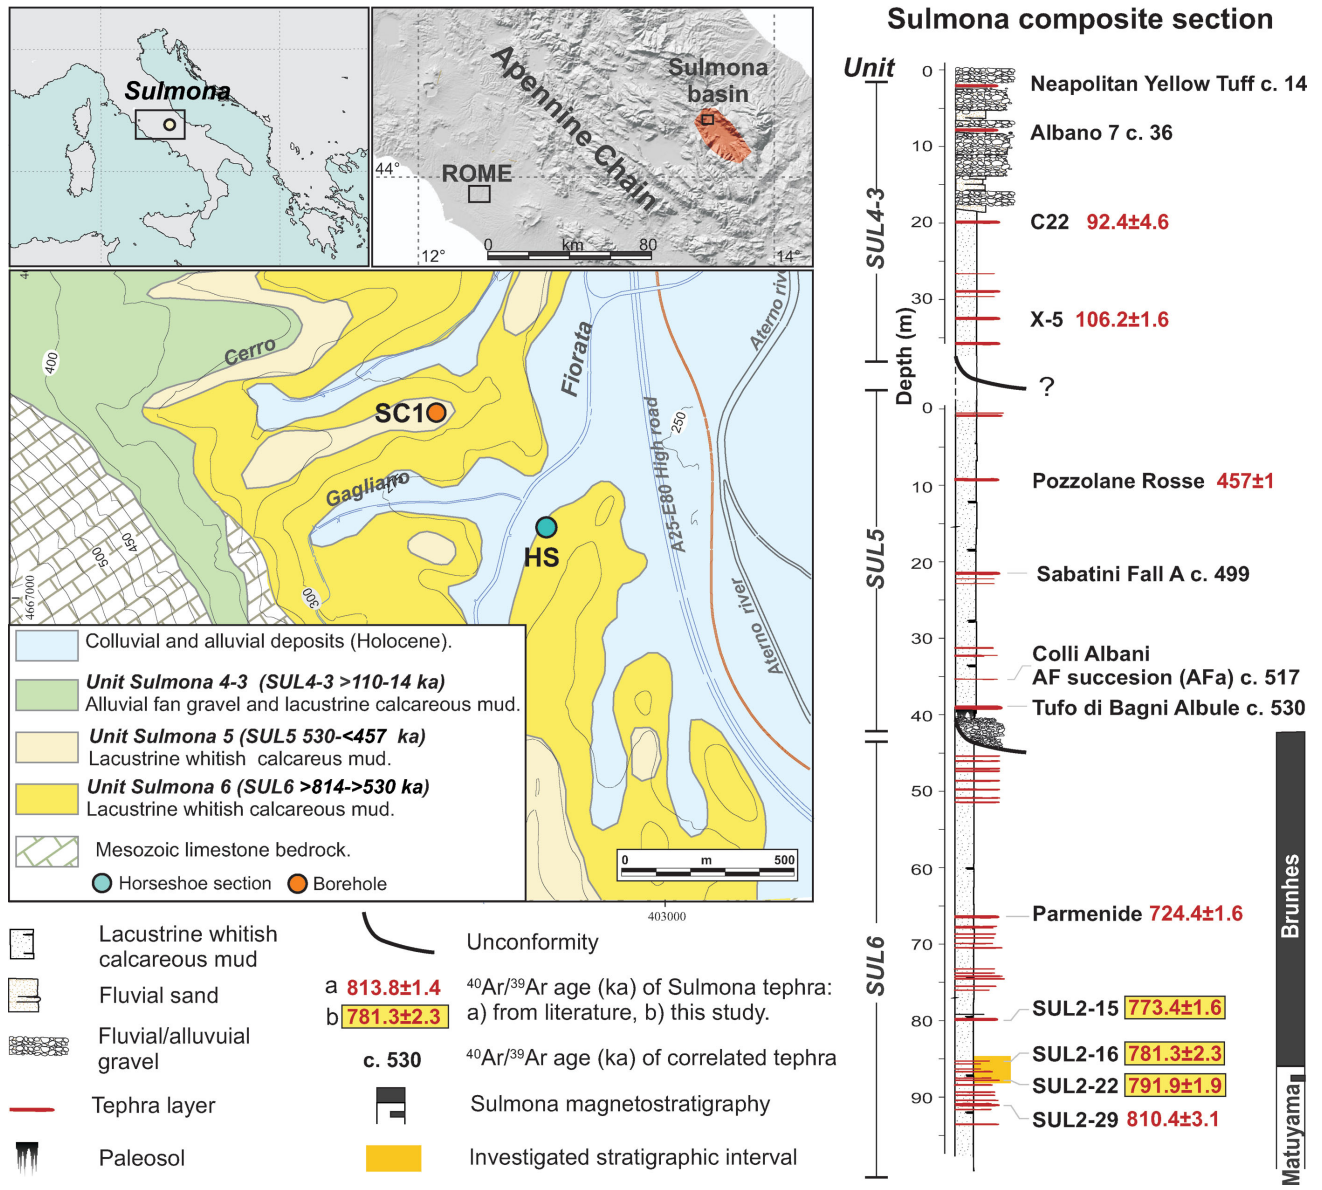 Sulmona
Apennine Chain
Sulmona
basin
44°
ROME
0 km 80
12°
14°
Cerro
400
SC1
Gagliano
Fiorata
A25-E80 High road
250
Aterno river
Aterno river
HS
500
450
300
4667000
403000
0 m 500
Colluvial and alluvial deposits (Holocene).
Unit Sulmona 4-3 (SUL4-3 >110-14 ka)
Alluvial fan gravel and lacustrine calcareous mud.
Unit Sulmona 5 (SUL5 530-<457 ka)
Lacustrine whitish calcareus mud.
Unit Sulmona 6 (SUL6 >814->530 ka)
Lacustrine whitish calcareous mud.
Mesozoic limestone bedrock.
Horseshoe section
Borehole
Lacustrine whitish
calcareous mud
Fluvial sand
Fluvial/alluvuial
gravel
Tephra layer
Paleosol
Unconformity
a 813.8±1.4
b 781.3±2.3
40Ar/39Ar age (ka) of Sulmona tephra:
a) from literature, b) this study.
c. 530
40Ar/39Ar age (ka) of correlated tephra
Sulmona magnetostratigraphy
Investigated stratigraphic interval
Sulmona composite section
Unit
SUL4-3
SUL5
SUL6
Depth (m)
0
10
20
30
0
10
20
30
40
50
60
70
80
90
Neapolitan Yellow Tuff c. 14
Albano 7 c. 36
C22 92.4±4.6
X-5 106.2±1.6
?
Pozzolane Rosse 457±1
Sabatini Fall A c. 499
Colli Albani
AF succesion (AFa) c. 517
Tufo di Bagni Albule c. 530
Parmenide 724.4±1.6
SUL2-15 773.4±1.6
SUL2-16 781.3±2.3
SUL2-22 791.9±1.9
SUL2-29 810.4±3.1
Brunhes
Matuyama